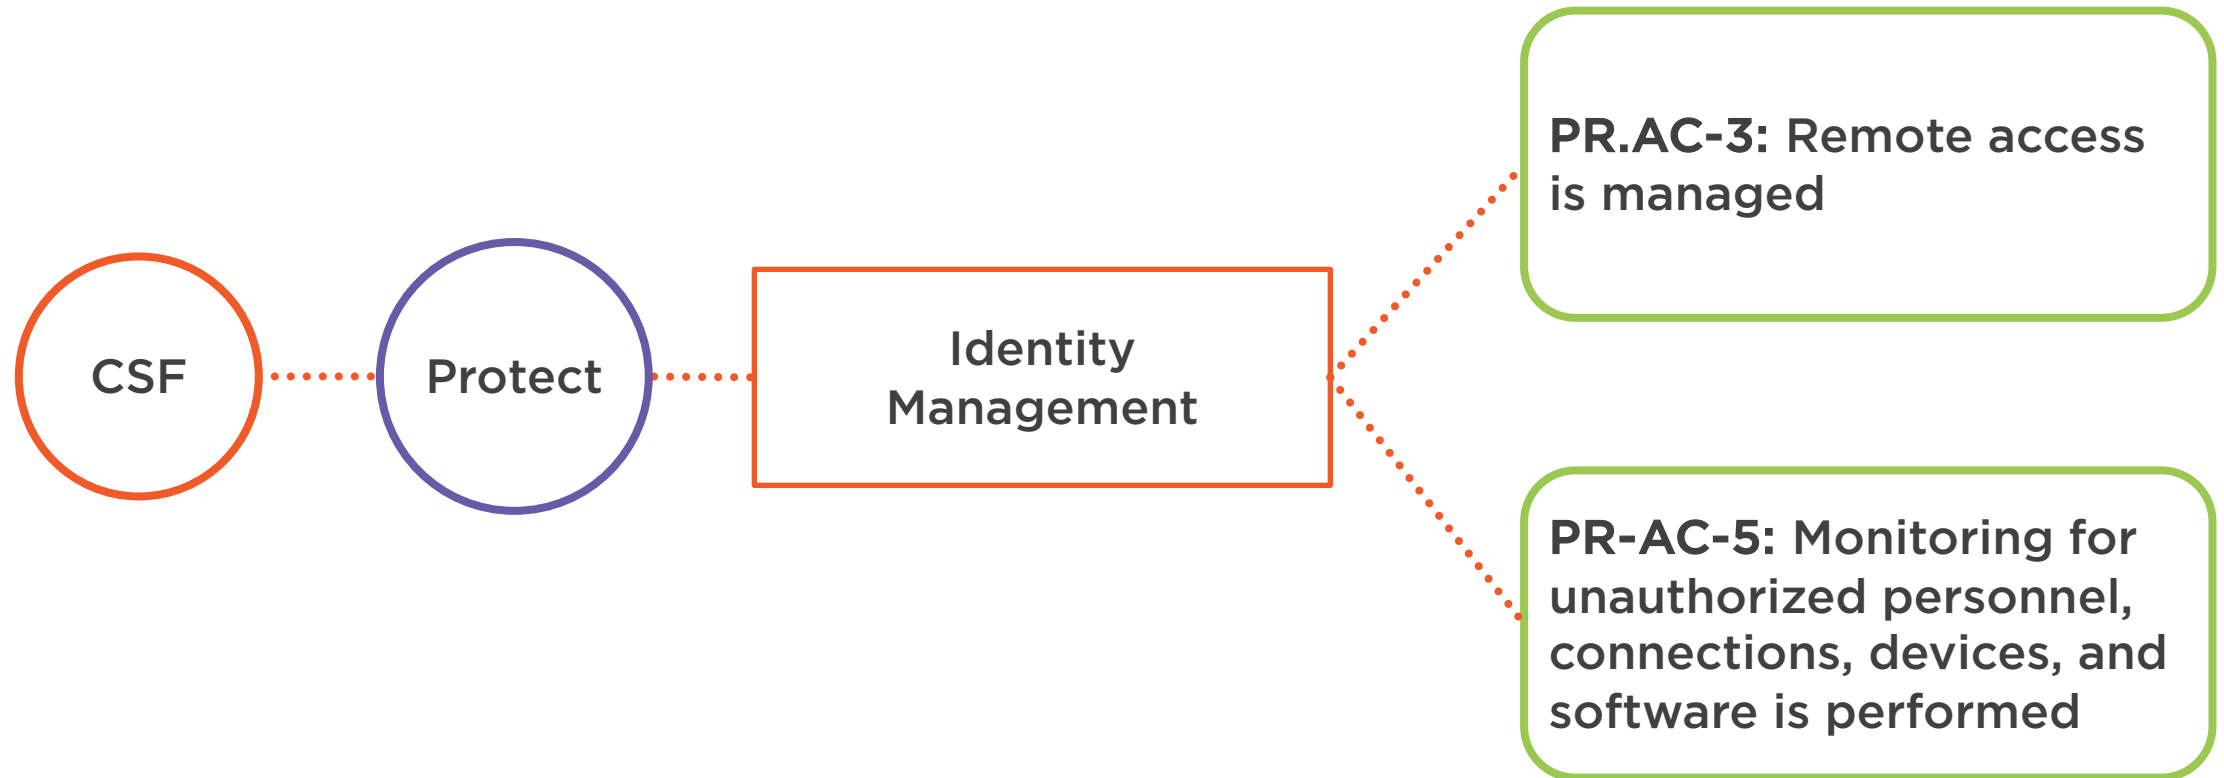 CSF
Protect
Identity
Management
PR.AC-3: Remote access
is managed
PR-AC-5: Monitoring for
unauthorized personnel,
connections, devices, and
software is performed